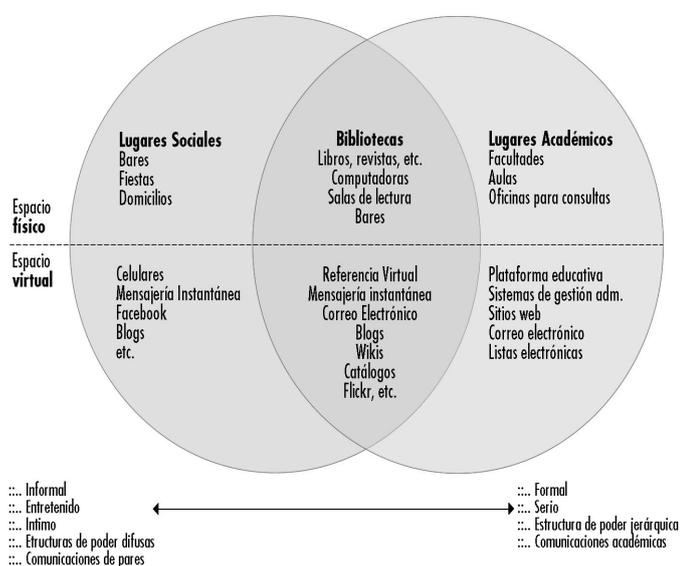 Lugares Sociales
Bares
Fiestas
Domicilios
Bibliotecas
Libros, revistas, etc.
Computadoras
Salas de lectura
Bares
Lugares Académicos
Facultades
Aulas
Oficinas para consultas
Espacio
físico
Espacio
virtual
Celulares
Mensajería Instantánea
Facebook
Blogs
etc.
Referencia Virtual
Mensajería instantánea
Correo Electrónico
Blogs
Wikis
Catálogos
Flickr, etc.
Plataforma educativa
Sistemas de gestión adm.
Sitios web
Correo electrónico
Listas electrónicas
::.. Informal
::.. Entretenido
::.. Intimo
::.. Etructuras de poder difusas
::.. Comunicaciones de pares
::.. Formal
::.. Serio
::.. Estructura de poder jerárquica
::.. Comunicaciones académicas